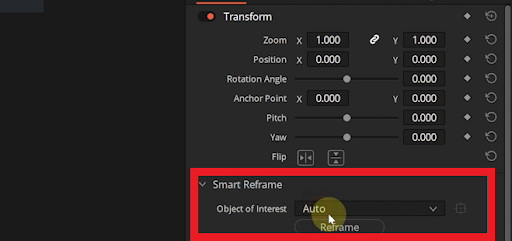 Transform
Zoom X 1.000 Y 1.000
Position X 0.000 Y 0.000
Rotation Angle 0.000
Anchor Point X 0.000 Y 0.000
Pitch 0.000
Yaw 0.000
Flip
Smart Reframe
Object of Interest Auto
Reframe